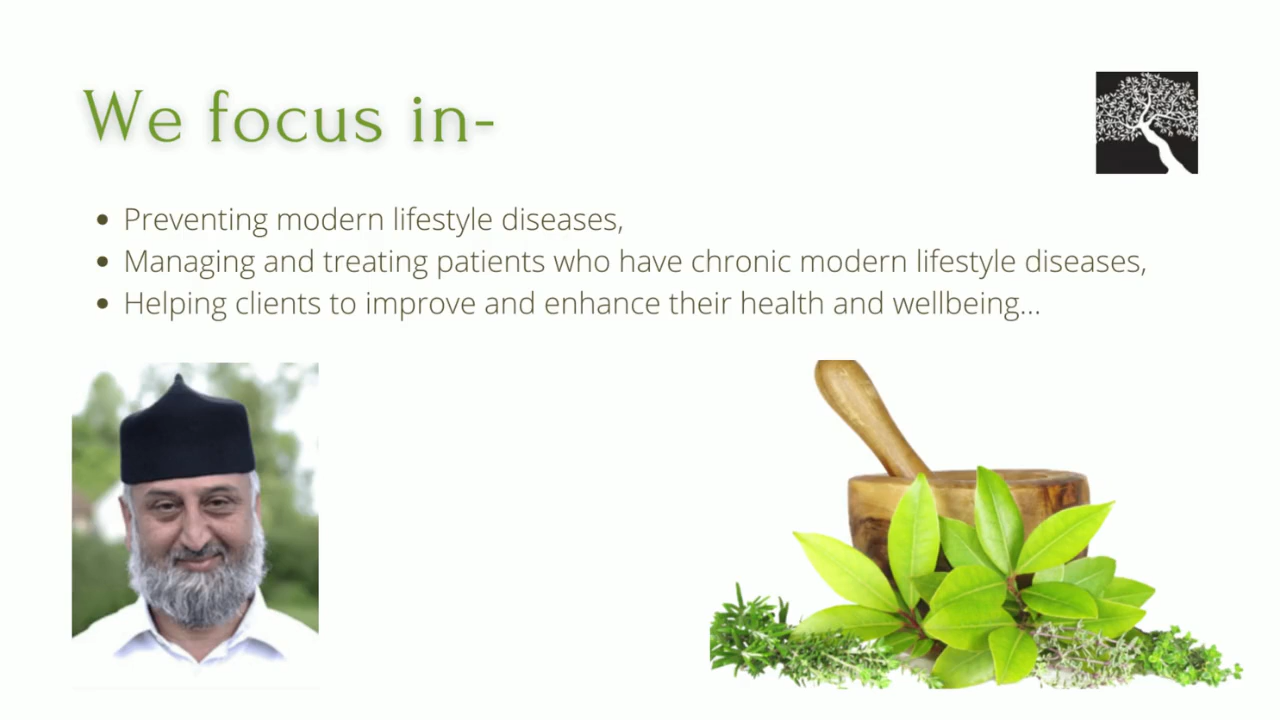 We focus in-
Preventing modern lifestyle diseases,
Managing and treating patients who have chronic modern lifestyle diseases,
Helping clients to improve and enhance their health and wellbeing...